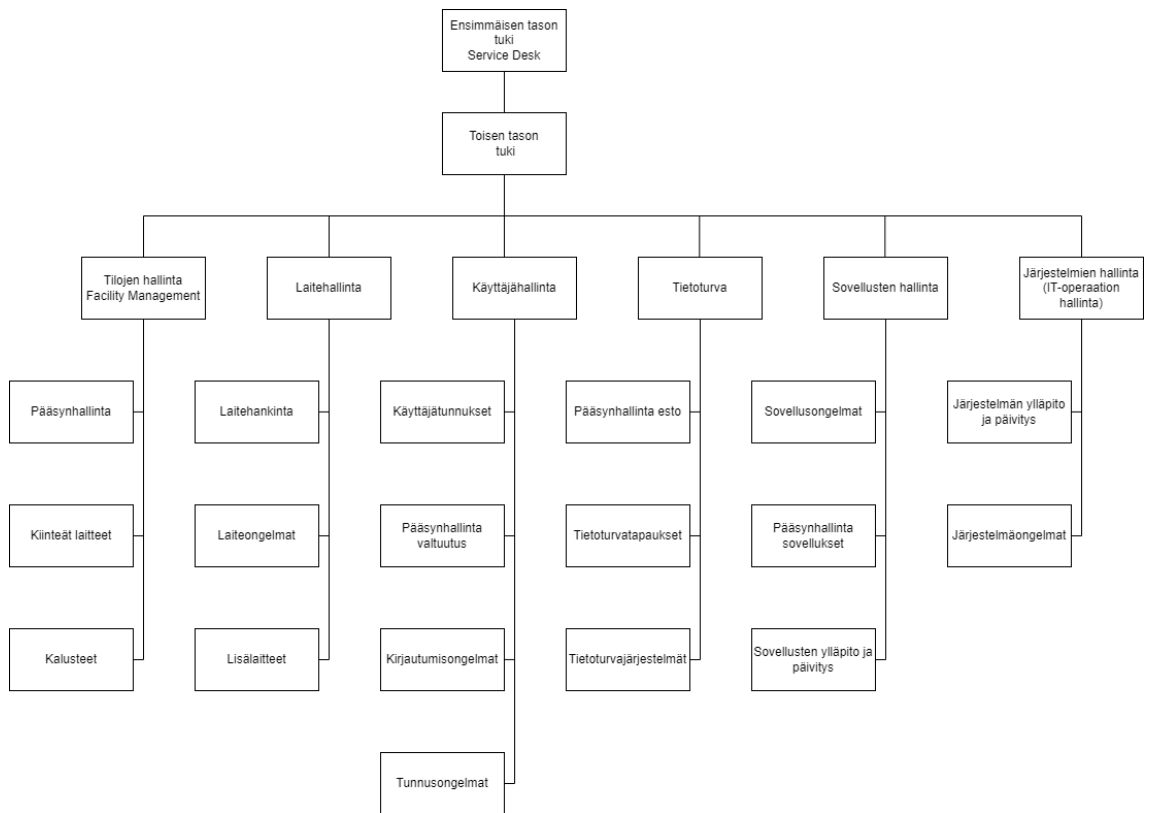 Ensimmäisen tason
tuki
Service Desk
Toisen tason
tuki
Tilojen hallinta
Facility Management
Laitehallinta
Käyttäjähallinta
Tietoturva
Sovellusten hallinta
Järjestelmien hallinta
(IT-operaation
hallinta)
Pääsynhallinta
Laitehankinta
Käyttäjätunnukset
Pääsynhallinta esto
Sovellusongelmat
Järjestelmän ylläpito
ja päivitys
Kiinteät laitteet
Laiteongelmat
Pääsynhallinta
valtuutus
Tietoturvatapaukset
Pääsynhallinta
sovellukset
Järjestelmäongelmat
Kalusteet
Lisälaitteet
Kirjautumisongelmat
Tietoturvajärjestelmät
Sovellusten ylläpito ja
päivitys
Tunnusongelmat